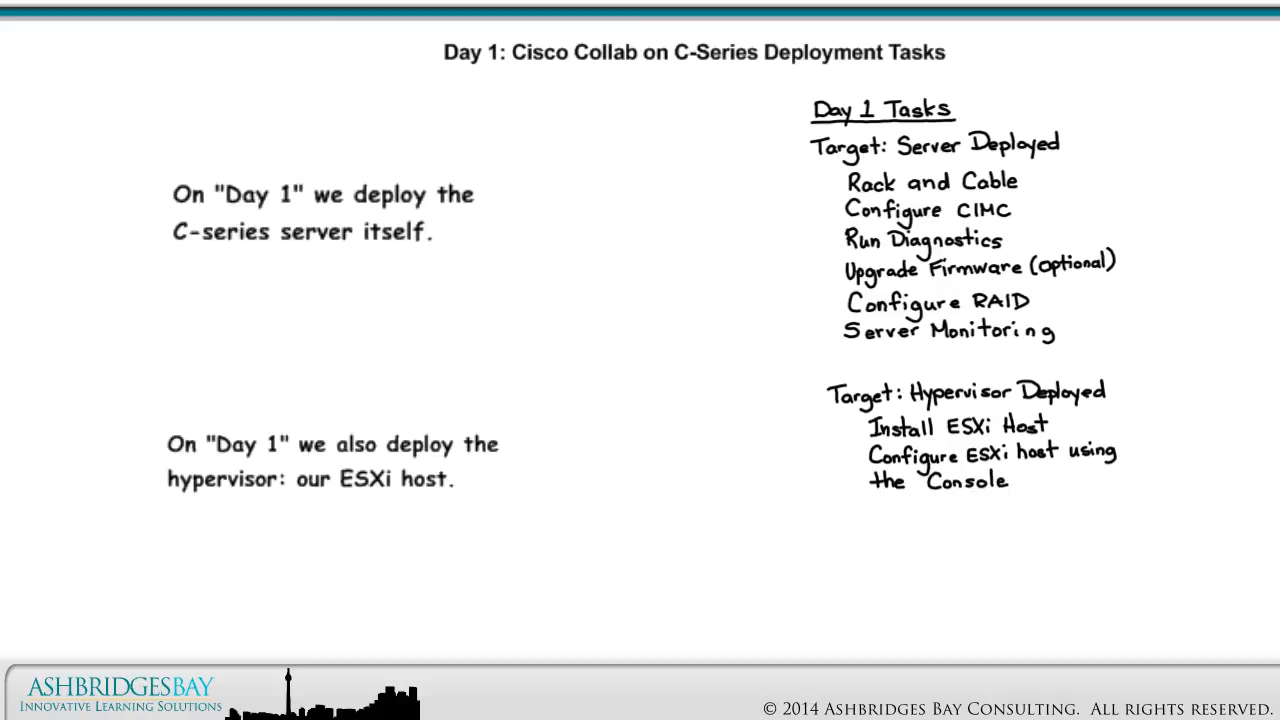 Day 1: Cisco Collab on C-Series Deployment Tasks
On "Day 1" we deploy the
C-series server itself.
Day 1 Tasks
Target: Server Deployed
Rack and Cable
Configure CIMC
Run Diagnostics
Upgrade Firmware (optional)
Configure RAID
Server Monitoring
On "Day 1" we also deploy the
hypervisor: our ESXi host.
Target: Hypervisor Deployed
Install ESXi Host
Configure ESXi host using
the Console
ASHBRIDGESBAY
INNOVATIVE LEARNING SOLUTIONS
© 2014 ASHBRIDGES BAY CONSULTING. ALL RIGHTS RESERVED.